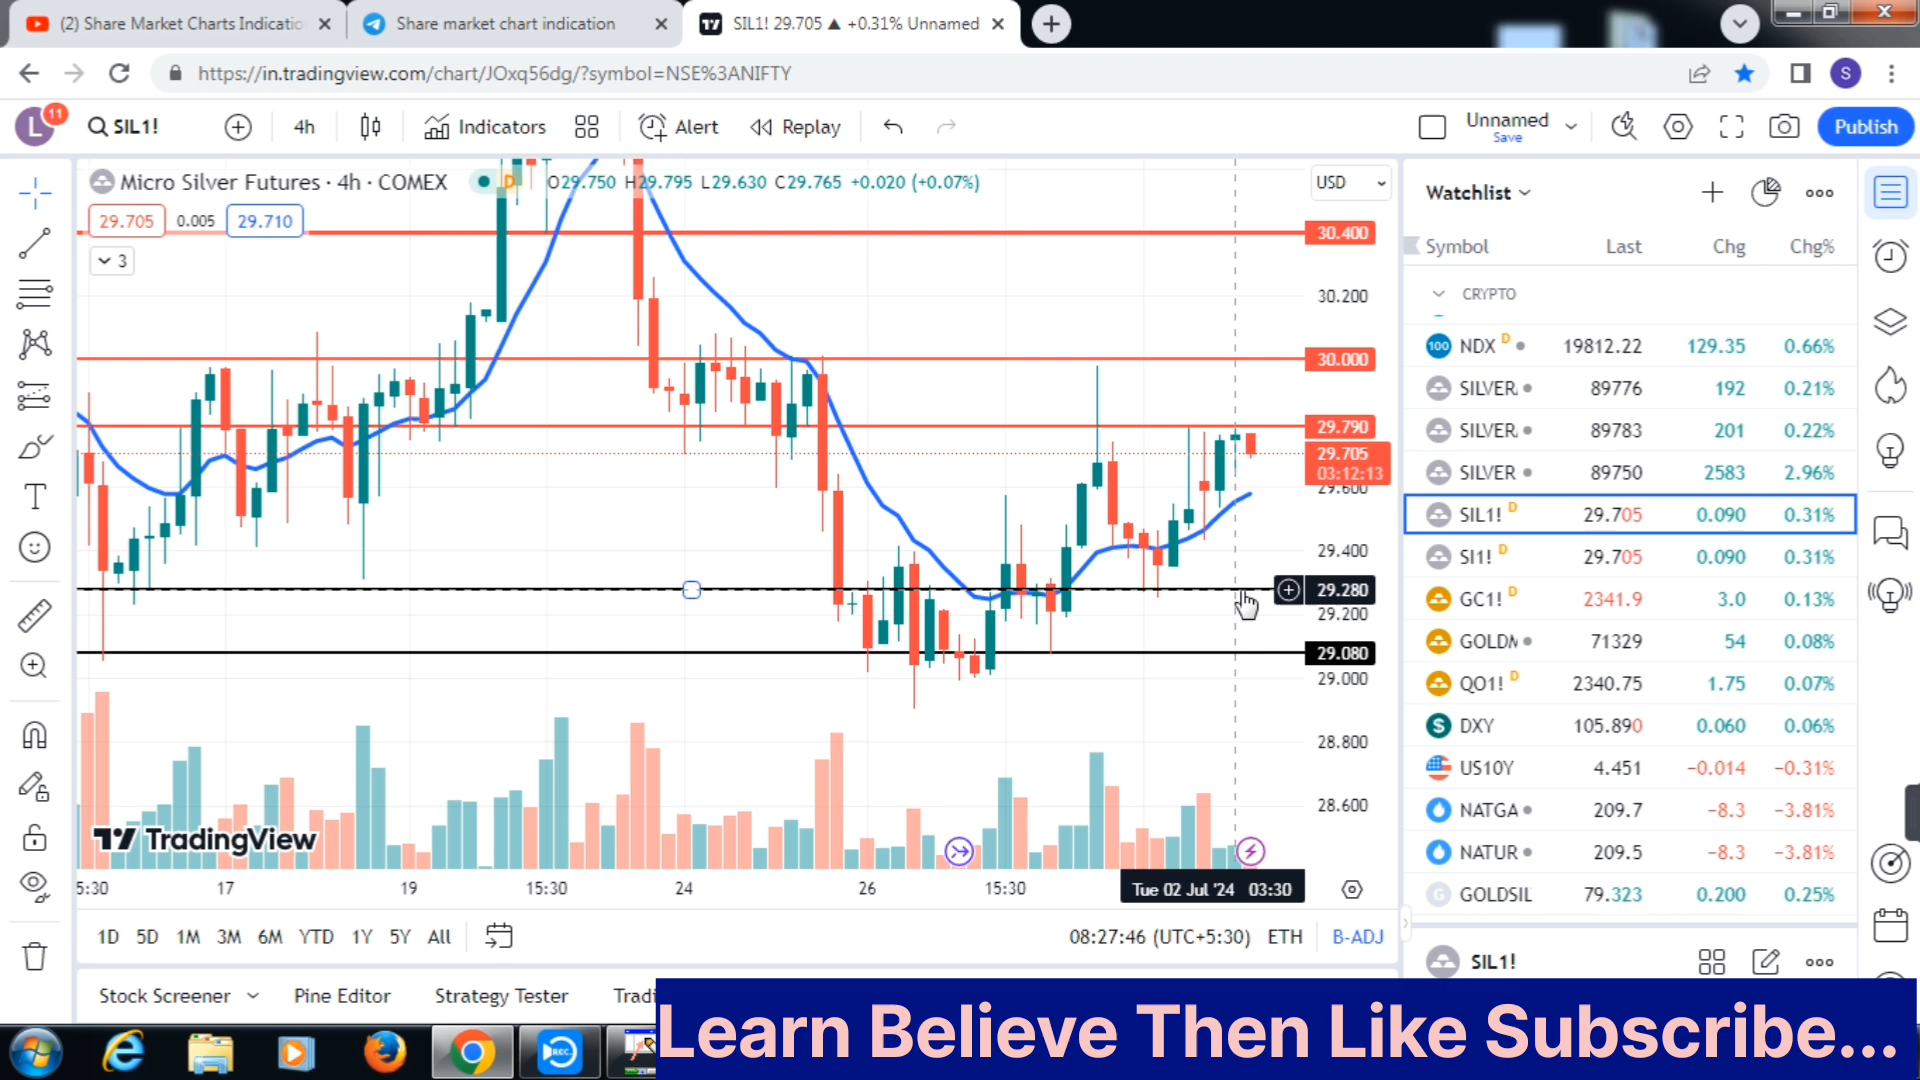 (2) Share Market Charts Indicatio
Share market chart indication
SIL1! 29.705 ▲ +0.31% Unnamed
https://in.tradingview.com/chart/JOxq56dg/?symbol=NSE%3ANIFTY
S
L
11
SIL1!
4h
Indicators
Alert
Replay
Unnamed
Save
Publish
Micro Silver Futures · 4h · COMEX
D
O29.750 H29.795 L29.630 C29.765 +0.020 (+0.07%)
29.705
0.005
29.710
3
USD
30.400
30.200
30.000
29.790
29.705
03:12:13
29.600
29.400
29.280
29.200
29.080
29.000
28.800
28.600
TradingView
5:30
17
19
15:30
24
26
15:30
Tue 02 Jul '24 03:30
1D 5D 1M 3M 6M YTD 1Y 5Y All
08:27:46 (UTC+5:30)
ETH
B-ADJ
Stock Screener
Pine Editor
Strategy Tester
Tradi
Watchlist
Symbol Last Chg Chg%
CRYPTO
100 NDX D 19812.22 129.35 0.66%
SILVER 89776 192 0.21%
SILVER 89783 201 0.22%
SILVER 89750 2583 2.96%
SIL1! D 29.705 0.090 0.31%
SI1! D 29.705 0.090 0.31%
GC1! D 2341.9 3.0 0.13%
GOLDM 71329 54 0.08%
QO1! D 2340.75 1.75 0.07%
DXY 105.890 0.060 0.06%
US10Y 4.451 −0.014 −0.31%
NATGA 209.7 −8.3 −3.81%
NATUR 209.5 −8.3 −3.81%
G GOLDSIL 79.323 0.200 0.25%
SIL1!
REC
Learn Believe Then Like Subscribe...